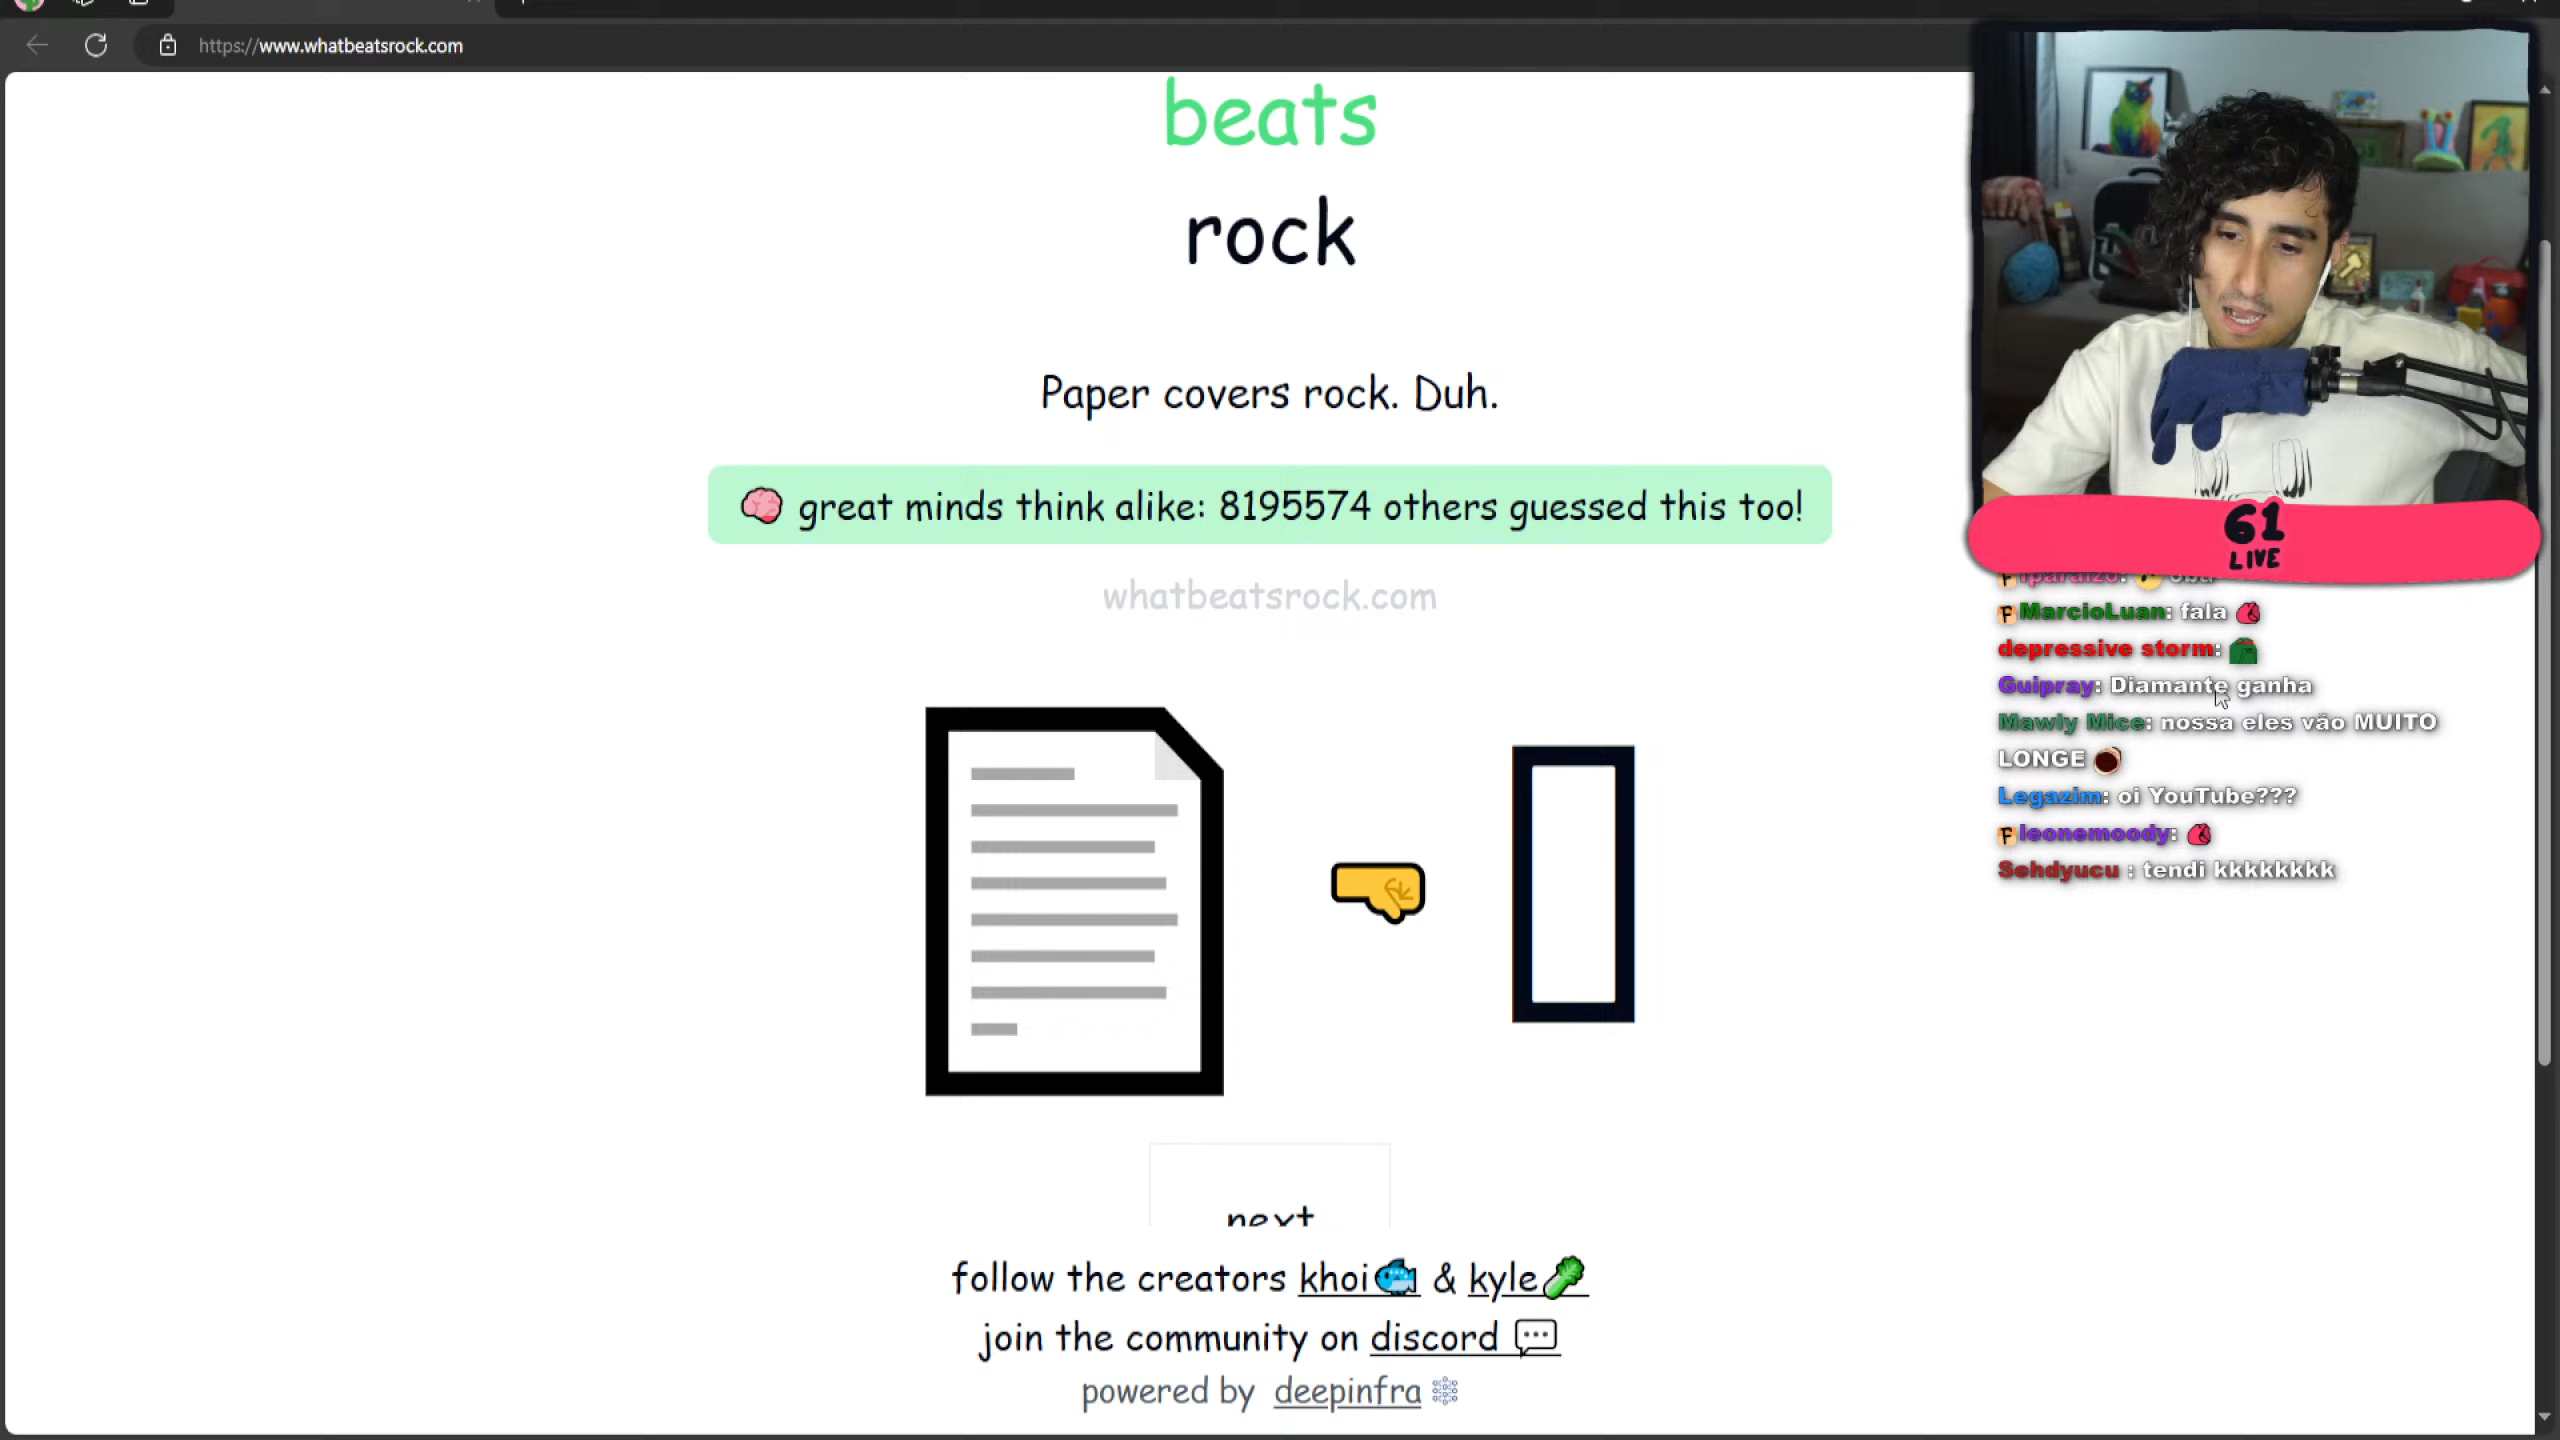 https://www.whatbeatsrock.com
beats
rock
Paper covers rock. Duh.
great minds think alike: 8195574 others guessed this too!
whatbeatsrock.com
next
follow the creators khoi & kyle
join the community on discord
powered by deepinfra
61
LIVE
MarcioLuan: fala
depressive storm:
Guipray: Diamante ganha
Mawly Mice: nossa eles vão MUITO
LONGE
Legazim: oi YouTube???
leonemoody:
Sehdyucu : tendi kkkkkkkk